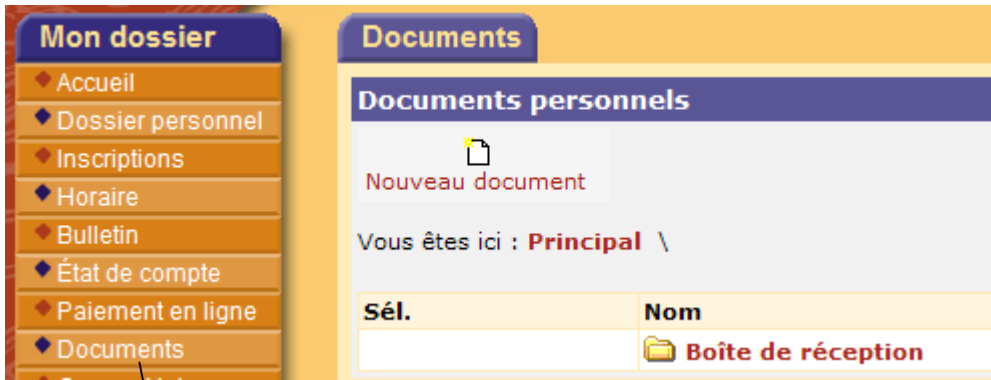 Mon dossier
Accueil
Dossier personnel
Inscriptions
Horaire
Bulletin
État de compte
Paiement en ligne
Documents
Documents
Documents personnels
Nouveau document
Vous êtes ici : Principal \
Sél. Nom
Boîte de réception